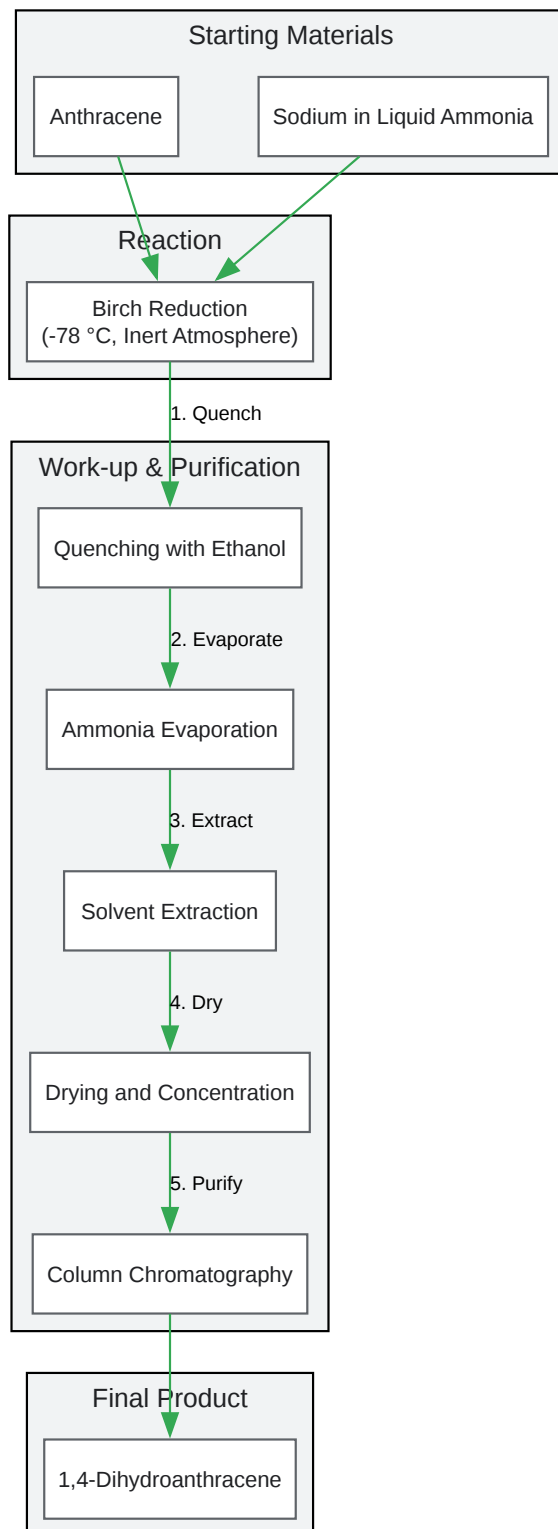 Starting Materials
Anthracene
Sodium in Liquid Ammonia
Reaction
Birch Reduction
(-78 °C, Inert Atmosphere)
1. Quench
Work-up & Purification
Quenching with Ethanol
2. Evaporate
Ammonia Evaporation
3. Extract
Solvent Extraction
4. Dry
Drying and Concentration
5. Purify
Column Chromatography
Final Product
1,4-Dihydroanthracene